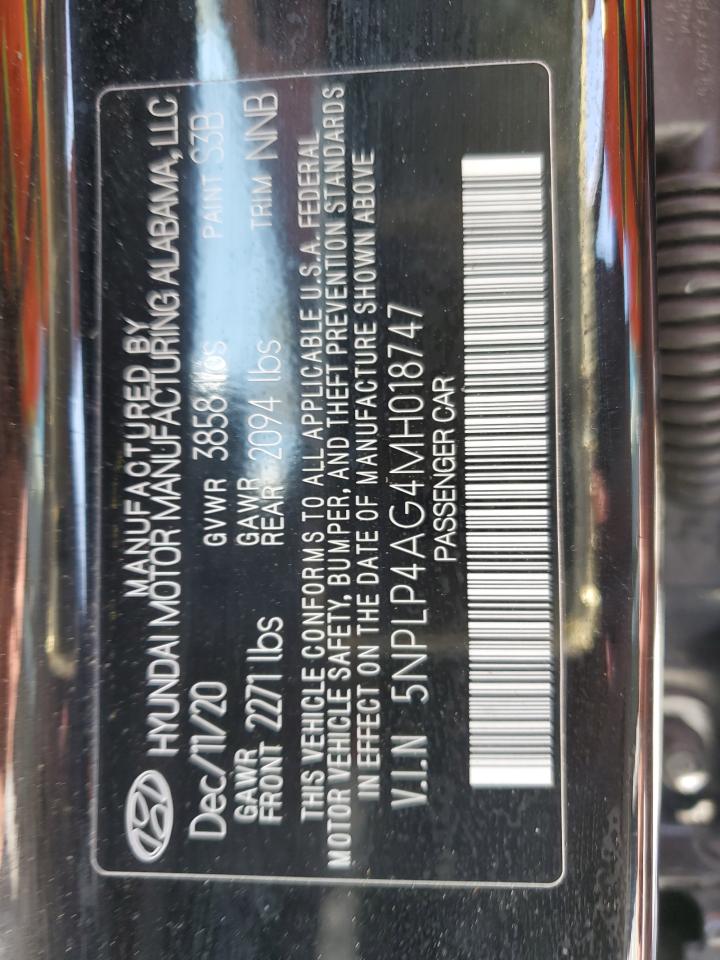 MANUFACTURED BY
HYUNDAI MOTOR MANUFACTURING ALABAMA, LLC
Dec/11/20 GVWR 3858 lbs PAINT S3B
GAWR FRONT 2271 lbs GAWR REAR 2094 lbs TRIM NNB
THIS VEHICLE CONFORMS TO ALL APPLICABLE U.S.A. FEDERAL
MOTOR VEHICLE SAFETY, BUMPER, AND THEFT PREVENTION STANDARDS
IN EFFECT ON THE DATE OF MANUFACTURE SHOWN ABOVE
V.I.N 5NPLP4AG4MH018747
PASSENGER CAR